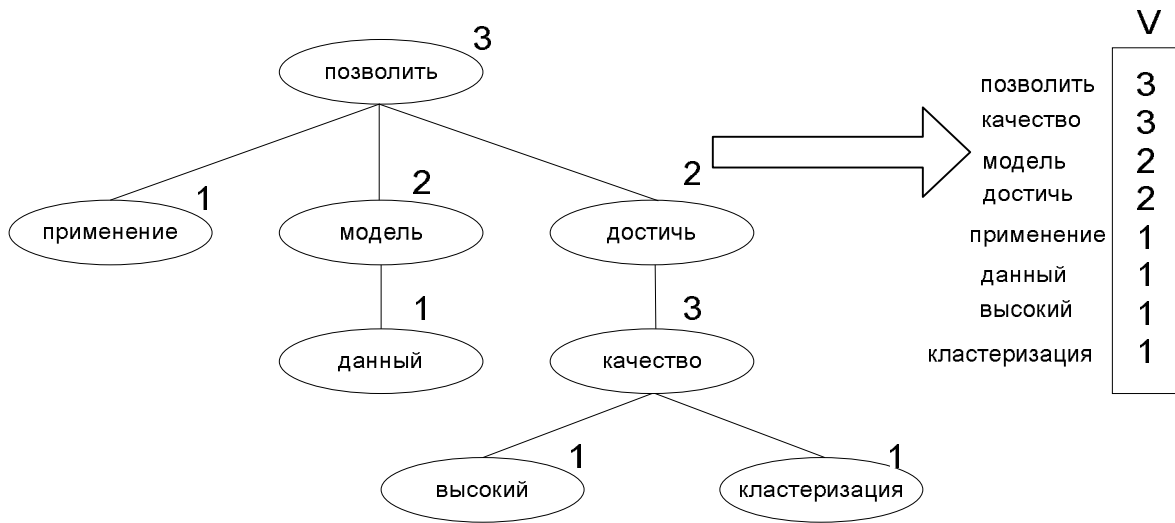 позволить 3
применение 1
модель 2
достичь 2
данный 1
качество 3
высокий 1
кластеризация 1
V
позволить 3
качество 3
модель 2
достичь 2
применение 1
данный 1
высокий 1
кластеризация 1